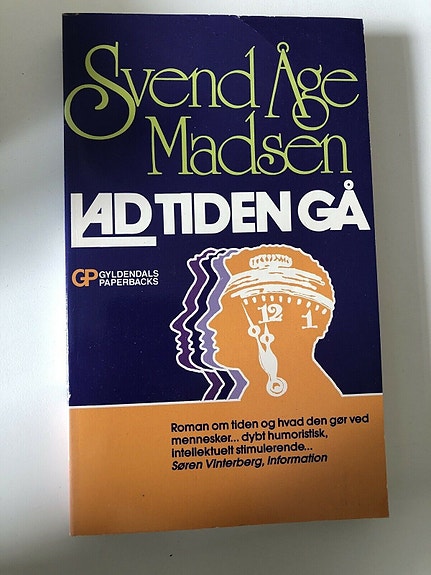 Svend Åge
Madsen
LAD TIDEN GÅ
GP GYLDENDALS
PAPERBACKS
12
1
Roman om tiden og hvad den gør ved
mennesker... dybt humoristisk,
intellektuelt stimulerende...
Søren Vinterberg, Information